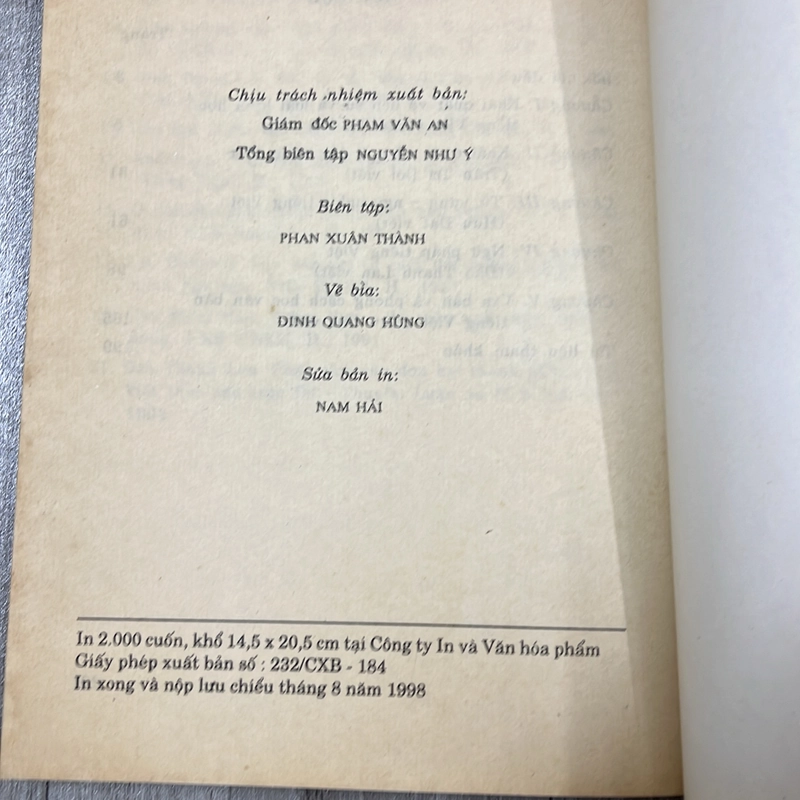 Chịu trách nhiệm xuất bản:
Giám đốc PHẠM VĂN AN
Tổng biên tập NGUYỄN NHƯ Ý
Biên tập:
PHAN XUÂN THÀNH
Vẽ bìa:
DINH QUANG HÙNG
Sửa bản in:
NAM HẢI
In 2.000 cuốn, khổ 14,5 x 20,5 cm tại Công ty In và Văn hóa phẩm
Giấy phép xuất bản số : 232/CXB - 184
In xong và nộp lưu chiểu tháng 8 năm 1998